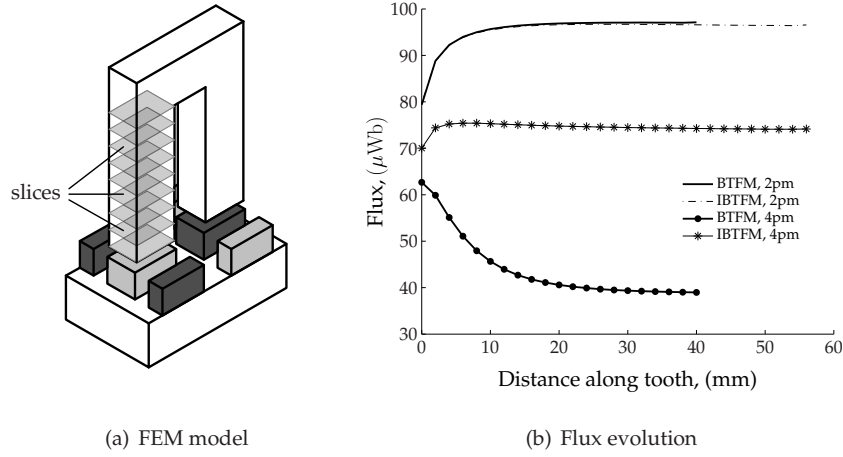 slices
100
90
80
70
60
50
40
30
Flux, (μWb)
BTFM, 2pm
IBTFM, 2pm
BTFM, 4pm
IBTFM, 4pm
0 10 20 30 40 50 60
Distance along tooth, (mm)
(a) FEM model
(b) Flux evolution